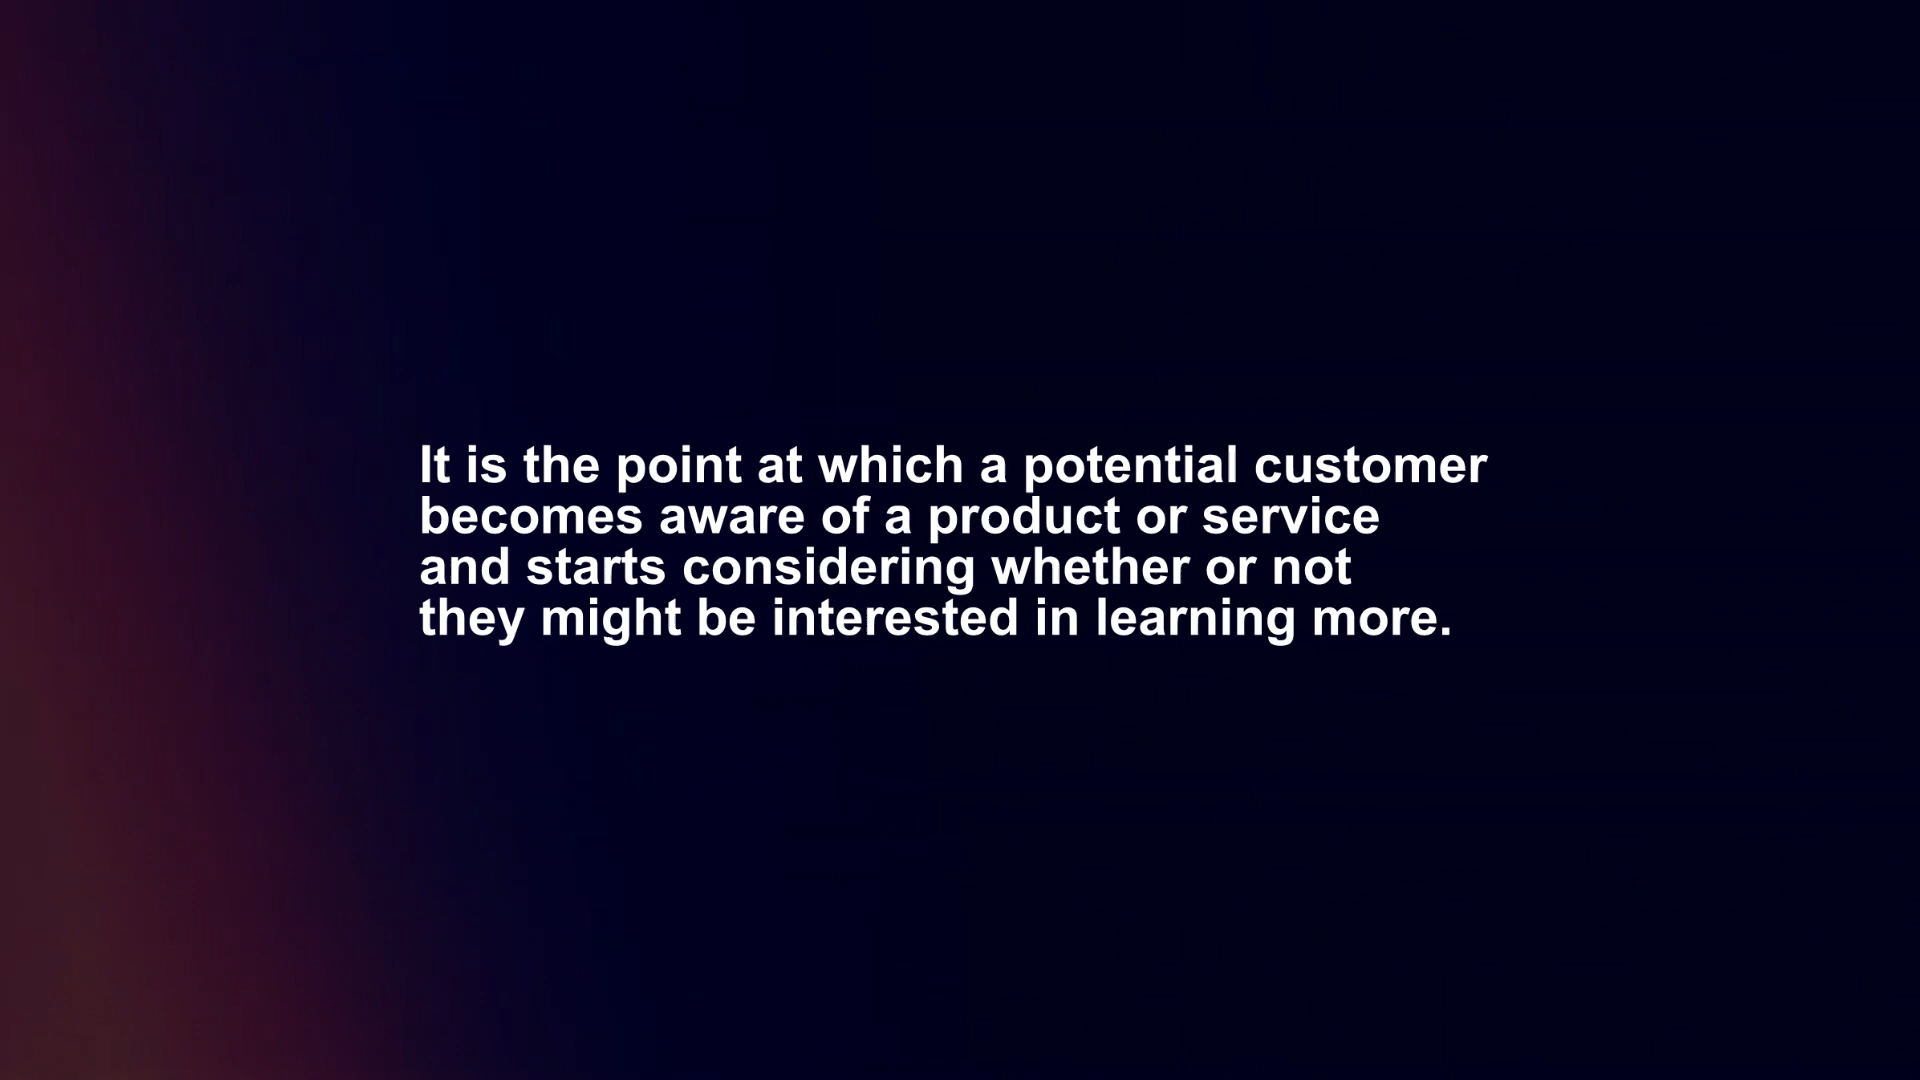 It is the point at which a potential customer
becomes aware of a product or service
and starts considering whether or not
they might be interested in learning more.